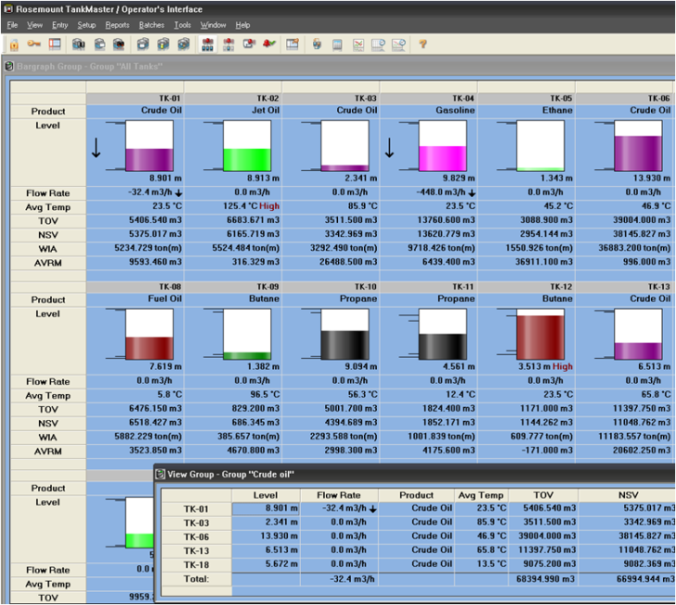 Rosemount TankMaster / Operator's Interface
File View Entry Setup Reports Batches Tools Window Help
Bargraph Group - Group "All Tanks"
TK-01 TK-02 TK-03 TK-04 TK-05 TK-06
Product Crude Oil Jet Oil Crude Oil Gasoline Ethane Crude Oil
Level
8.901 m 8.913 m 2.341 m 9.829 m 1.343 m 13.930 m
Flow Rate -32.4 m3/h 0.0 m3/h 0.0 m3/h -448.0 m3/h 0.0 m3/h 0.0 m3/h
Avg Temp 23.5 °C 125.4 °C High 85.9 °C 23.5 °C 45.2 °C 46.9 °C
TOV 5406.540 m3 6683.671 m3 3511.500 m3 13760.600 m3 3088.900 m3 39004.000 m3
NSV 5375.017 m3 6165.719 m3 3342.969 m3 13620.779 m3 2954.144 m3 38145.827 m3
WIA 5234.729 ton(m) 5524.484 ton(m) 3292.490 ton(m) 9718.426 ton(m) 1550.926 ton(m) 36883.200 ton(m)
AVRM 9593.460 m3 316.329 m3 26488.500 m3 6439.400 m3 36911.100 m3 996.000 m3
TK-08 TK-09 TK-10 TK-11 TK-12 TK-13
Product Fuel Oil Butane Propane Propane Butane Crude Oil
Level
7.619 m 1.382 m 9.094 m 4.561 m 3.513 m High 6.513 m
Flow Rate 0.0 m3/h 0.0 m3/h 0.0 m3/h 0.0 m3/h 0.0 m3/h 0.0 m3/h
Avg Temp 5.8 °C 96.5 °C 56.3 °C 12.4 °C 23.5 °C 65.8 °C
TOV 6476.150 m3 829.200 m3 5001.700 m3 1824.400 m3 1171.000 m3 11397.750 m3
NSV 6518.427 m3 686.345 m3 4394.689 m3 1852.171 m3 1144.262 m3 11048.762 m3
WIA 5882.229 ton(m) 385.657 ton(m) 2293.588 ton(m) 1001.839 ton(m) 609.777 ton(m) 11183.557 ton(m)
AVRM 3523.850 m3 4670.800 m3 2998.300 m3 4175.600 m3 -171.000 m3 20602.250 m3
Product
Level
Flow Rate
Avg Temp
TOV
View Group - Group "Crude oil"
Level Flow Rate Product Avg Temp TOV NSV
TK-01 8.901 m -32.4 m3/h Crude Oil 23.5 °C 5406.540 m3 5375.017 m3
TK-03 2.341 m 0.0 m3/h Crude Oil 85.9 °C 3511.500 m3 3342.969 m3
TK-06 13.930 m 0.0 m3/h Crude Oil 46.9 °C 39004.000 m3 38145.827 m3
TK-13 6.513 m 0.0 m3/h Crude Oil 65.8 °C 11397.750 m3 11048.762 m3
TK-18 5.672 m 0.0 m3/h Crude Oil 13.5 °C 9075.200 m3 9082.369 m3
Total: -32.4 m3/h 68394.990 m3 66994.944 m3